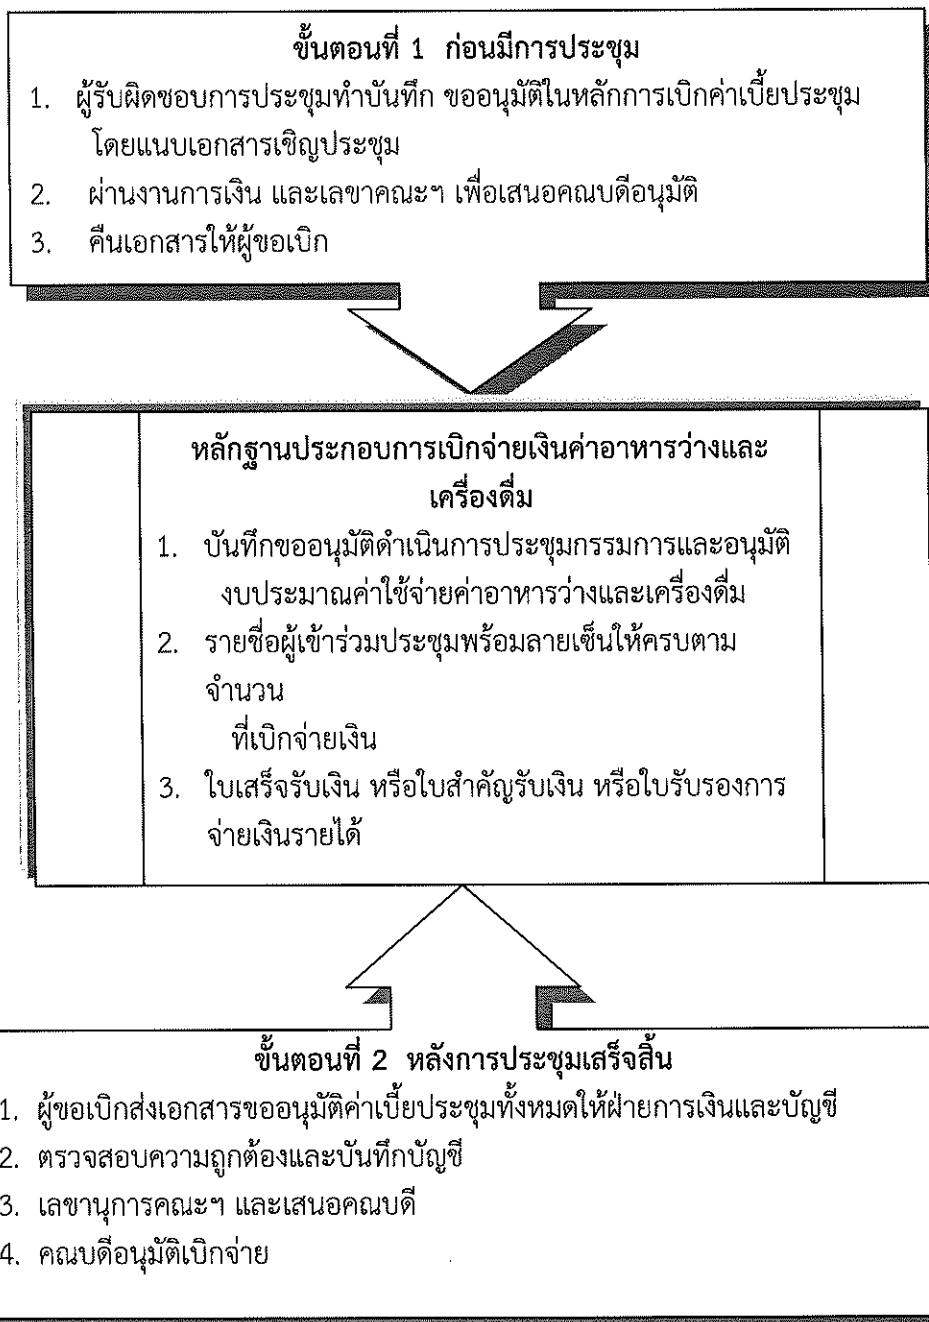 ขั้นตอนที่ 1 ก่อนมีการประชุม
1. ผู้รับผิดชอบการประชุมทำบันทึก ขออนุมัติในหลักการเบิกค่าเบี้ยประชุม
โดยแนบเอกสารเชิญประชุม
2. ผ่านงานการเงิน และเลขาคณะฯ เพื่อเสนอคณบดีอนุมัติ
3. คืนเอกสารให้ผู้ขอเบิก
หลักฐานประกอบการเบิกจ่ายเงินค่าอาหารว่างและ
เครื่องดื่ม
1. บันทึกขออนุมัติดำเนินการประชุมกรรมการและอนุมัติ
งบประมาณค่าใช้จ่ายค่าอาหารว่างและเครื่องดื่ม
2. รายชื่อผู้เข้าร่วมประชุมพร้อมลายเซ็นให้ครบตาม
จำนวน
ที่เบิกจ่ายเงิน
3. ใบเสร็จรับเงิน หรือใบสำคัญรับเงิน หรือใบรับรองการ
จ่ายเงินรายได้
ขั้นตอนที่ 2 หลังการประชุมเสร็จสิ้น
1. ผู้ขอเบิกส่งเอกสารขออนุมัติค่าเบี้ยประชุมทั้งหมดให้ฝ่ายการเงินและบัญชี
2. ตรวจสอบความถูกต้องและบันทึกบัญชี
3. เลขานุการคณะฯ และเสนอคณบดี
4. คณบดีอนุมัติเบิกจ่าย